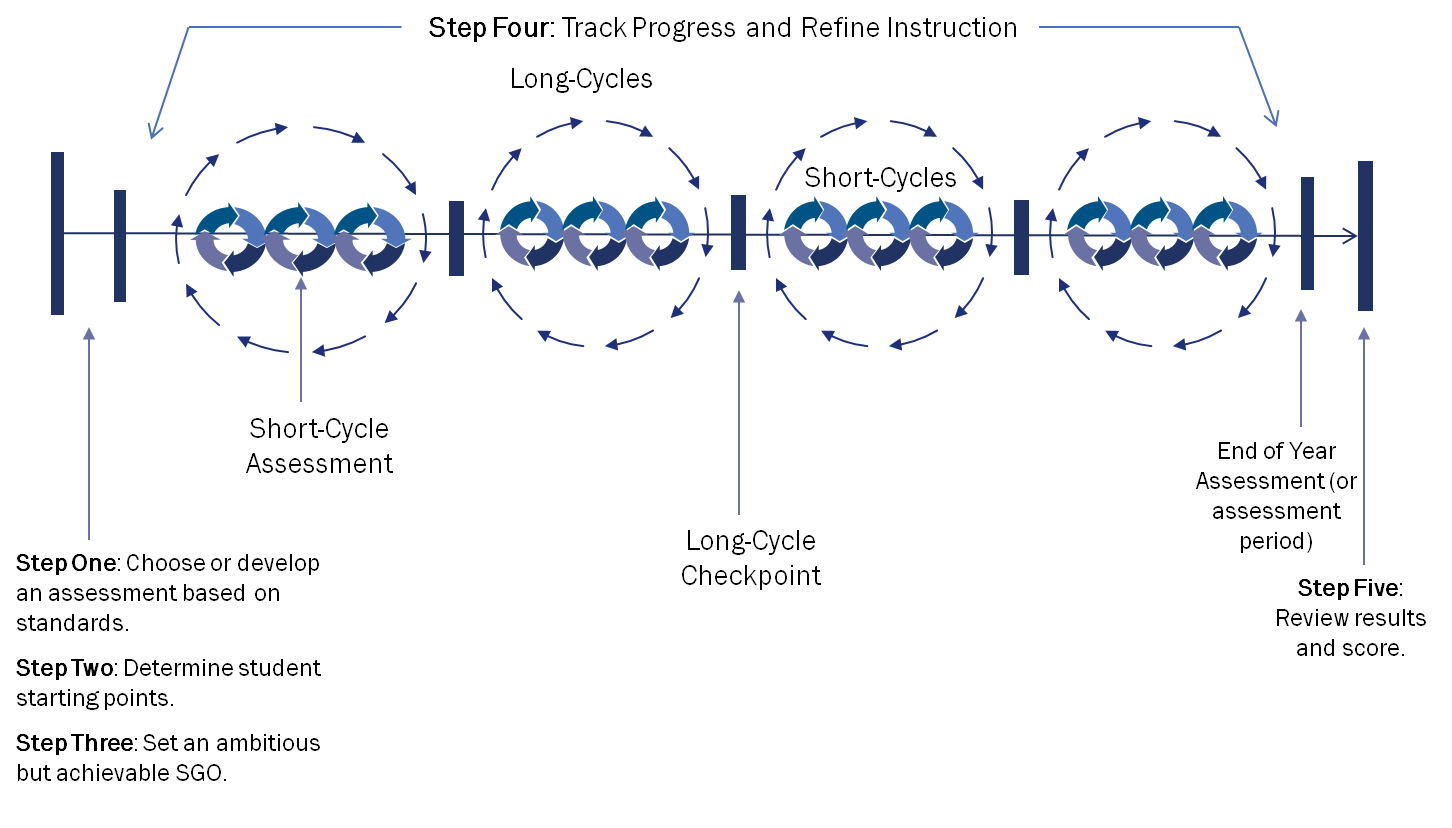 Step Four: Track Progress and Refine Instruction
Long-Cycles
Short-Cycles
Short-Cycle
Assessment
Long-Cycle
Checkpoint
End of Year
Assessment (or
assessment
period)
Step One: Choose or develop
an assessment based on
standards.
Step Two: Determine student
starting points.
Step Three: Set an ambitious
but achievable SGO.
Step Five:
Review results
and score.